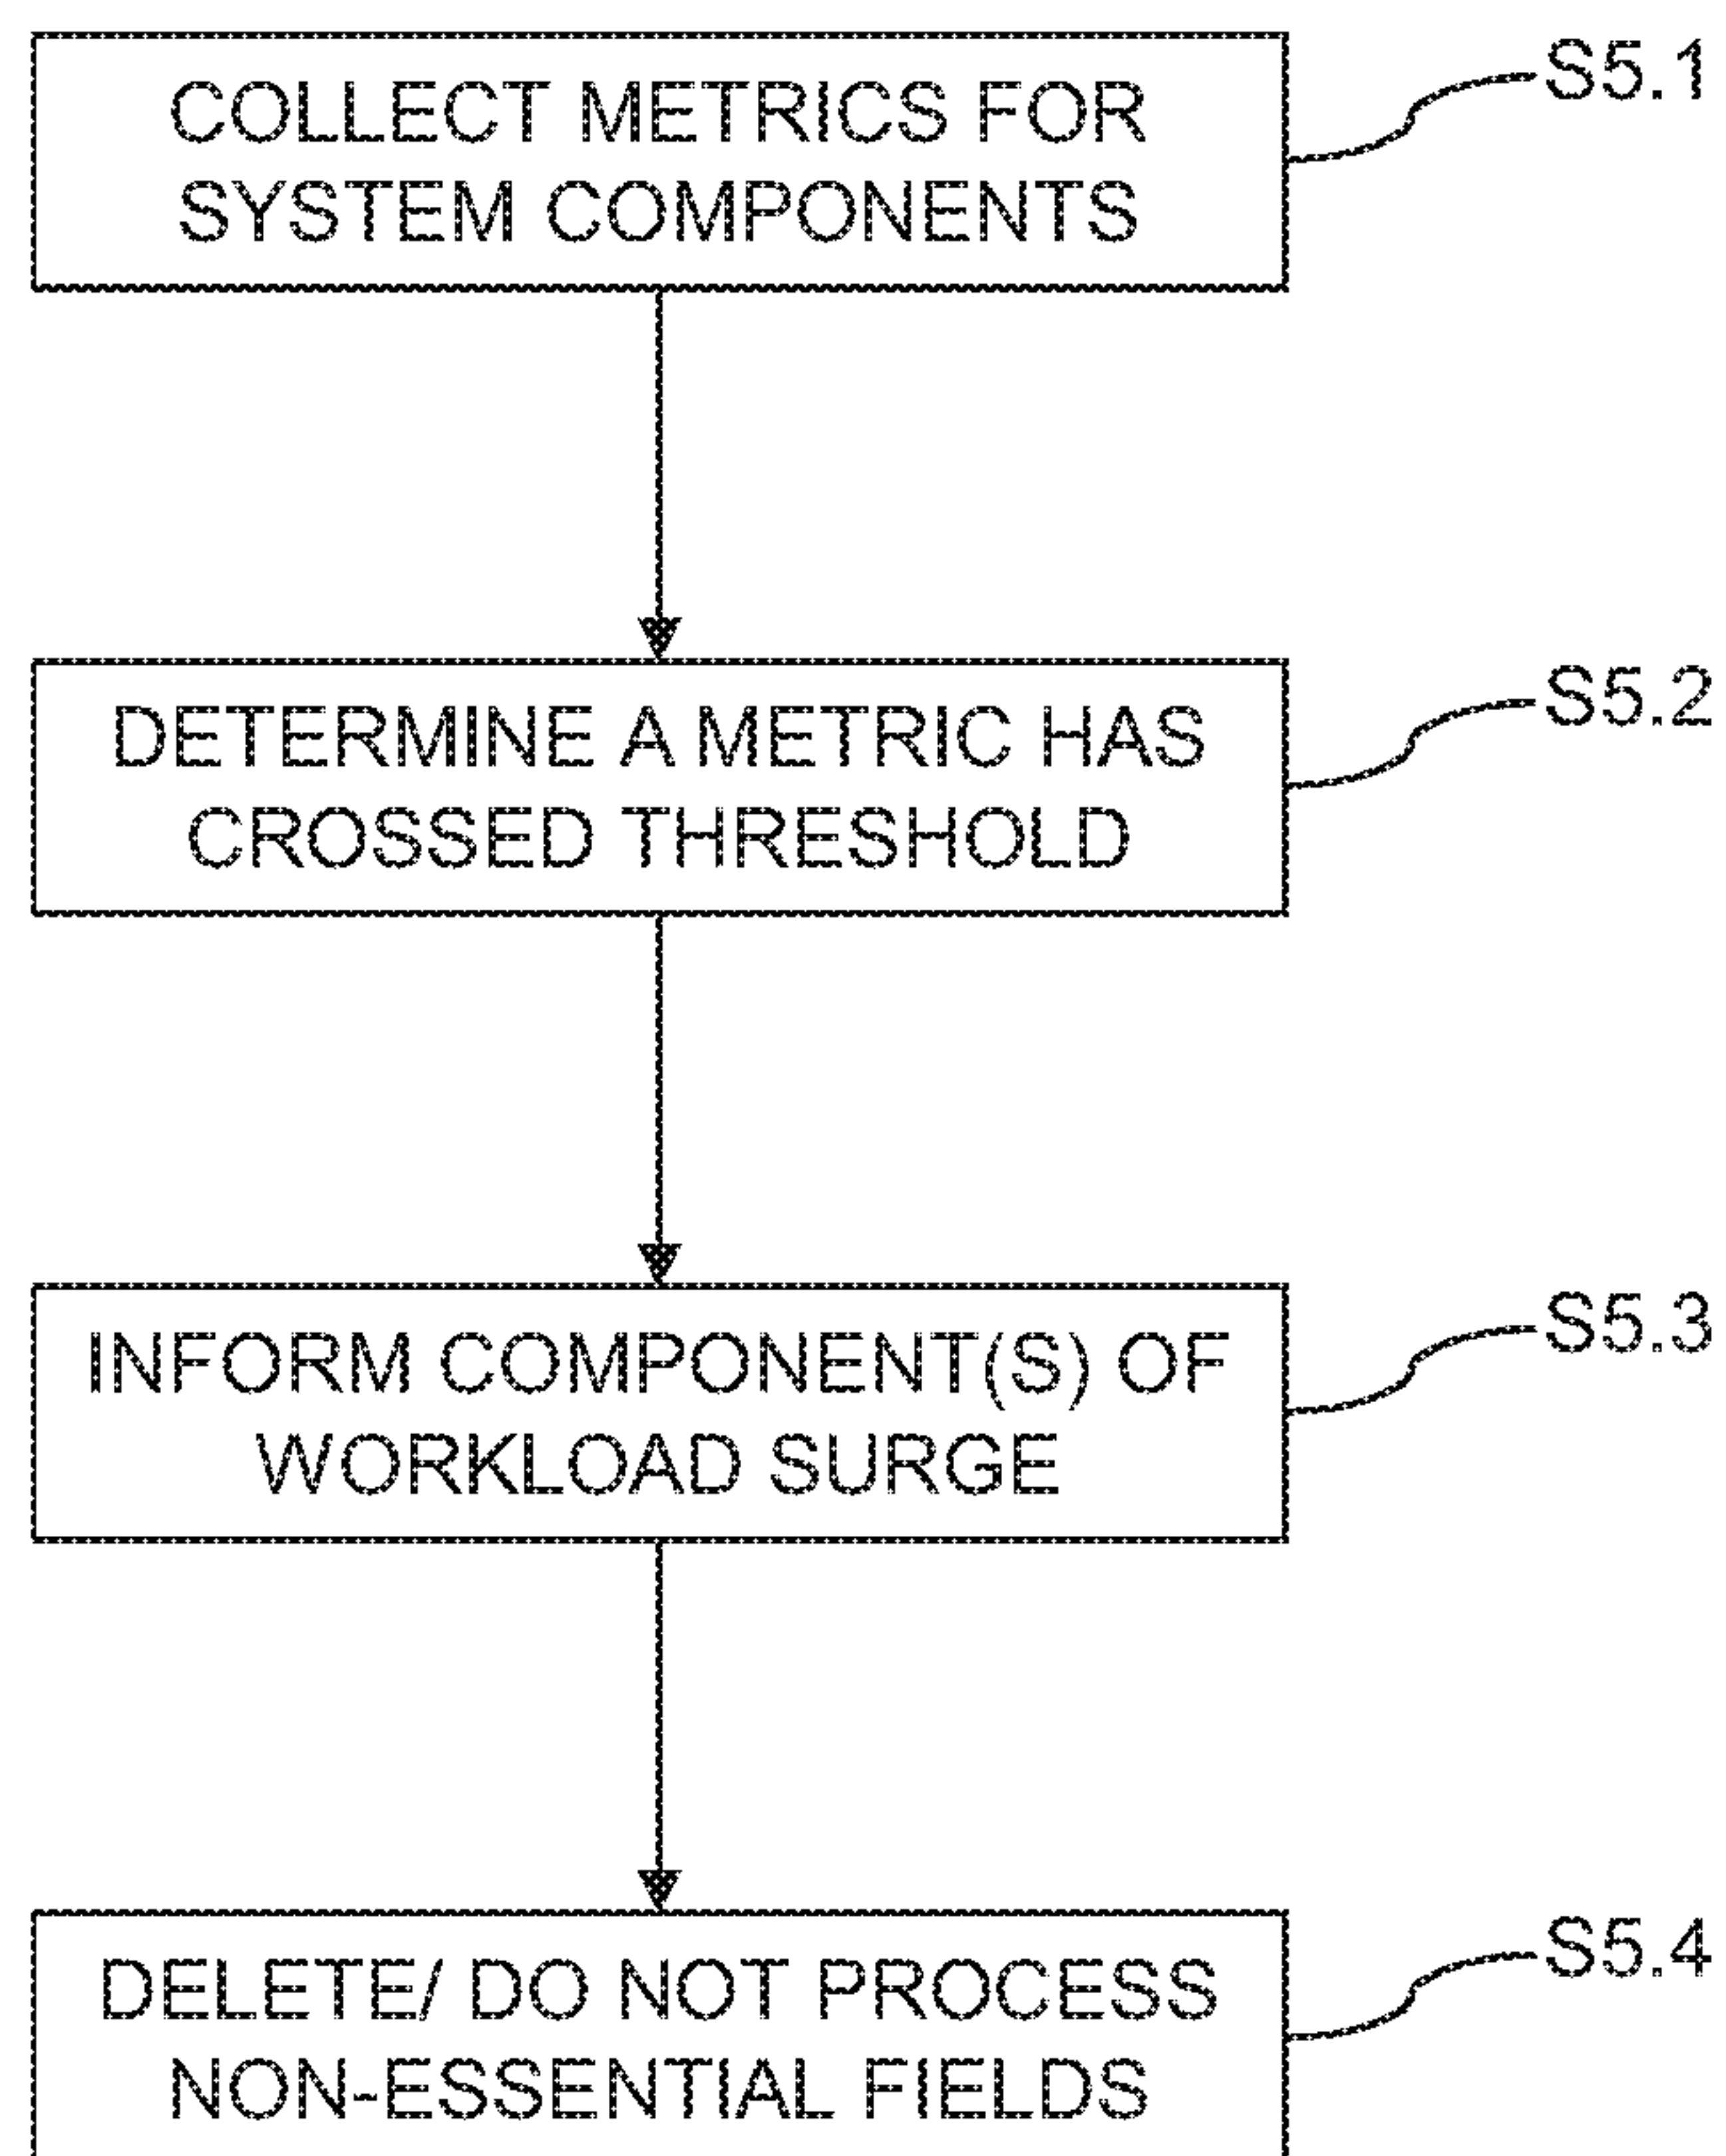 COLLECT METRICS FOR
SYSTEM COMPONENTS
S5.1
DETERMINE A METRIC HAS
CROSSED THRESHOLD
S5.2
INFORM COMPONENT(S) OF
WORKLOAD SURGE
S5.3
DELETE/ DO NOT PROCESS
NON-ESSENTIAL FIELDS
S5.4